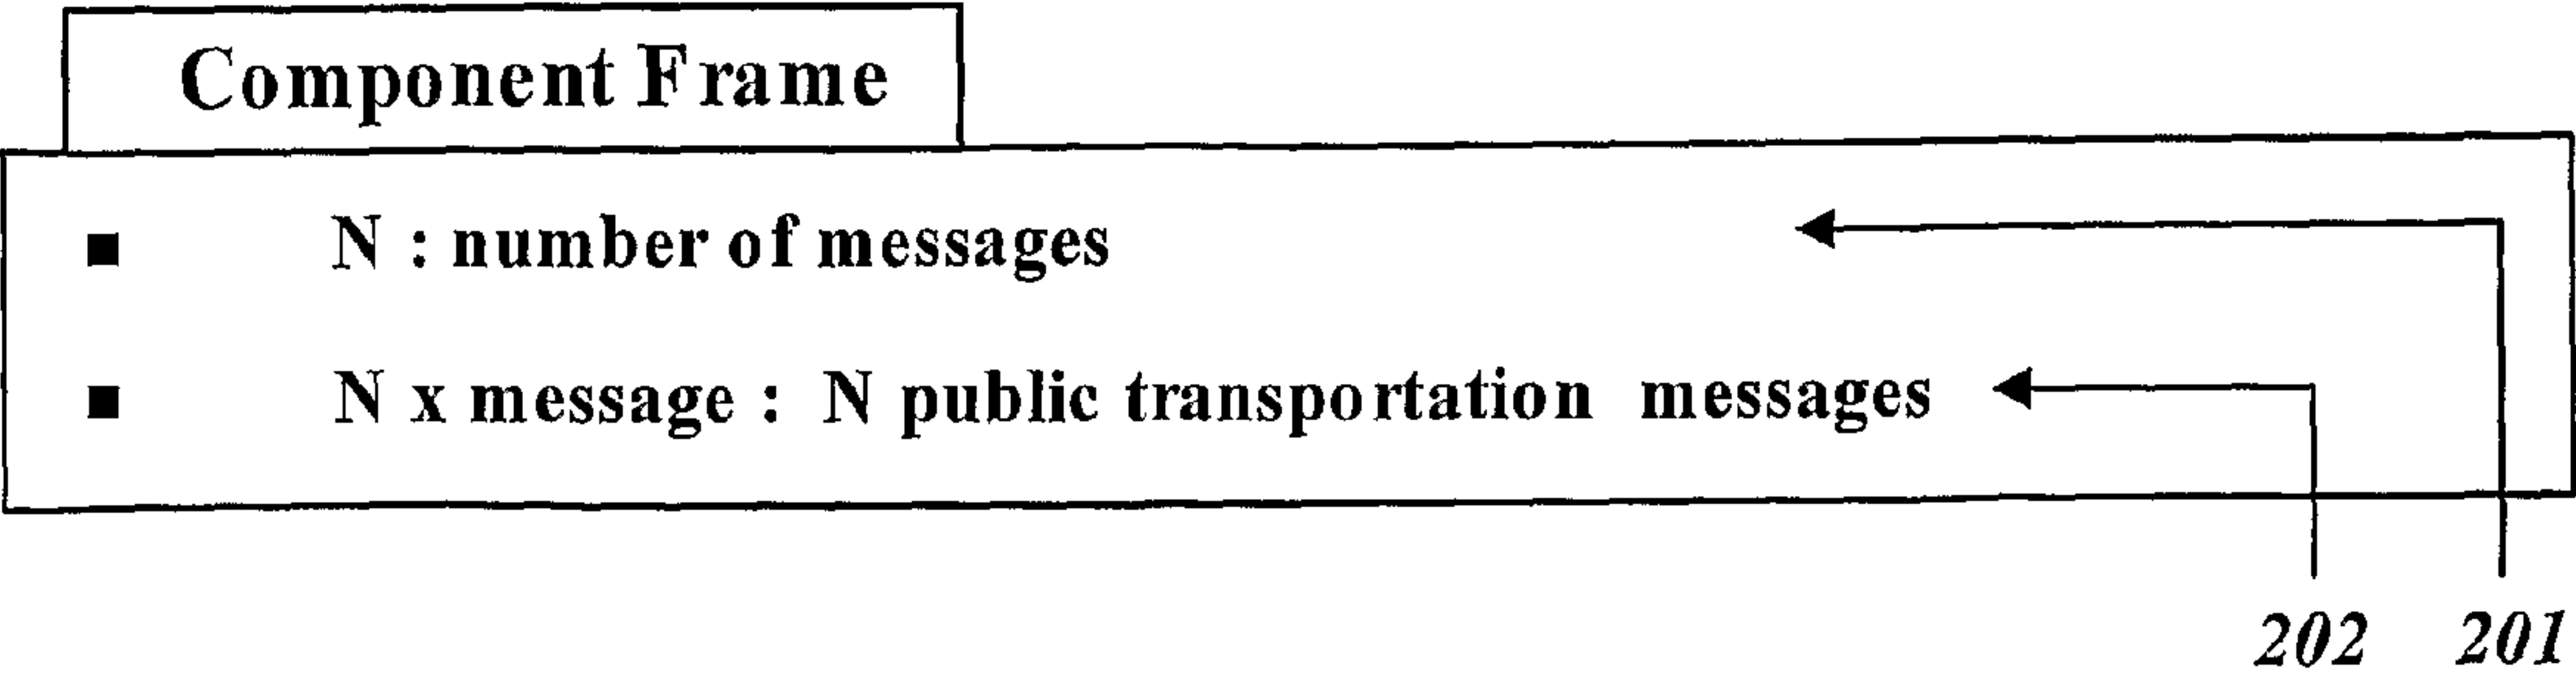 Component Frame
■ N : number of messages
■ N x message : N public transportation messages
202 201